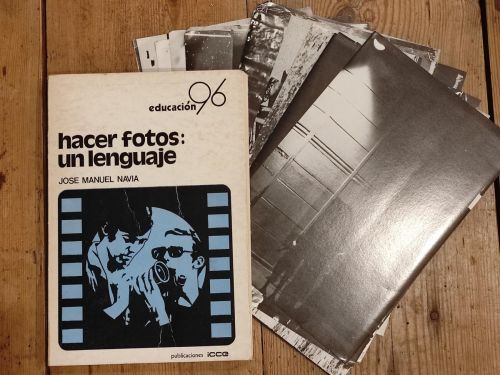 educación 96
hacer fotos:
un lenguaje
JOSE MANUEL NAVIA
publicaciones icce